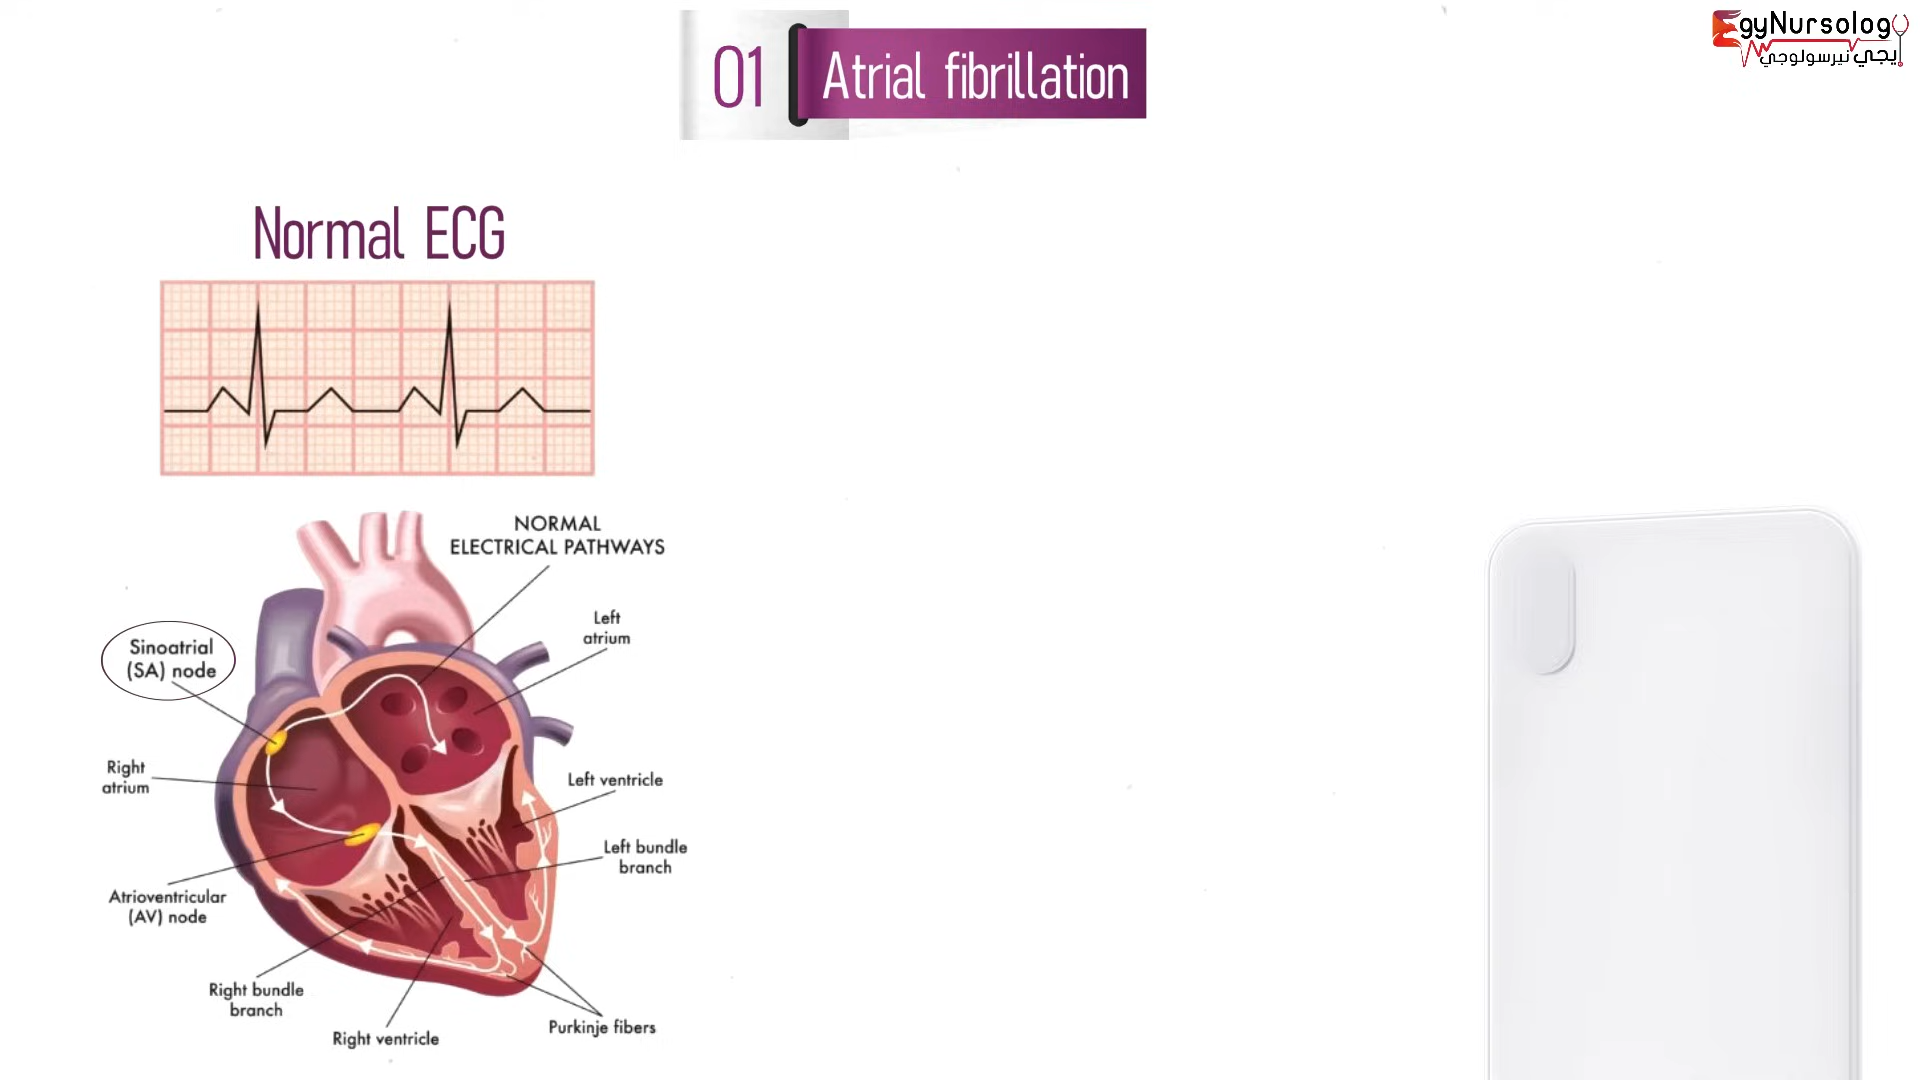 01
Atrial fibrillation
EgyNursology
إيجي نيرسولوجي
Normal ECG
NORMAL
ELECTRICAL PATHWAYS
Left
atrium
Sinoatrial
(SA) node
Right
atrium
Left ventricle
Left bundle
branch
Atrioventricular
(AV) node
Right bundle
branch
Right ventricle
Purkinje fibers